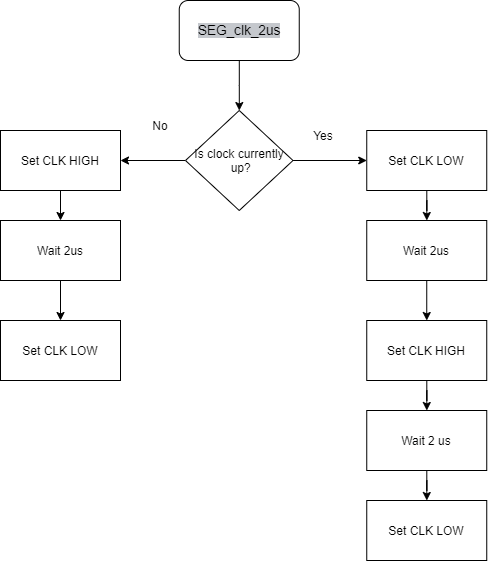 SEG_clk_2us
No
Yes
Is clock currently
up?
Set CLK HIGH
Set CLK LOW
Wait 2us
Wait 2us
Set CLK LOW
Set CLK HIGH
Wait 2 us
Set CLK LOW